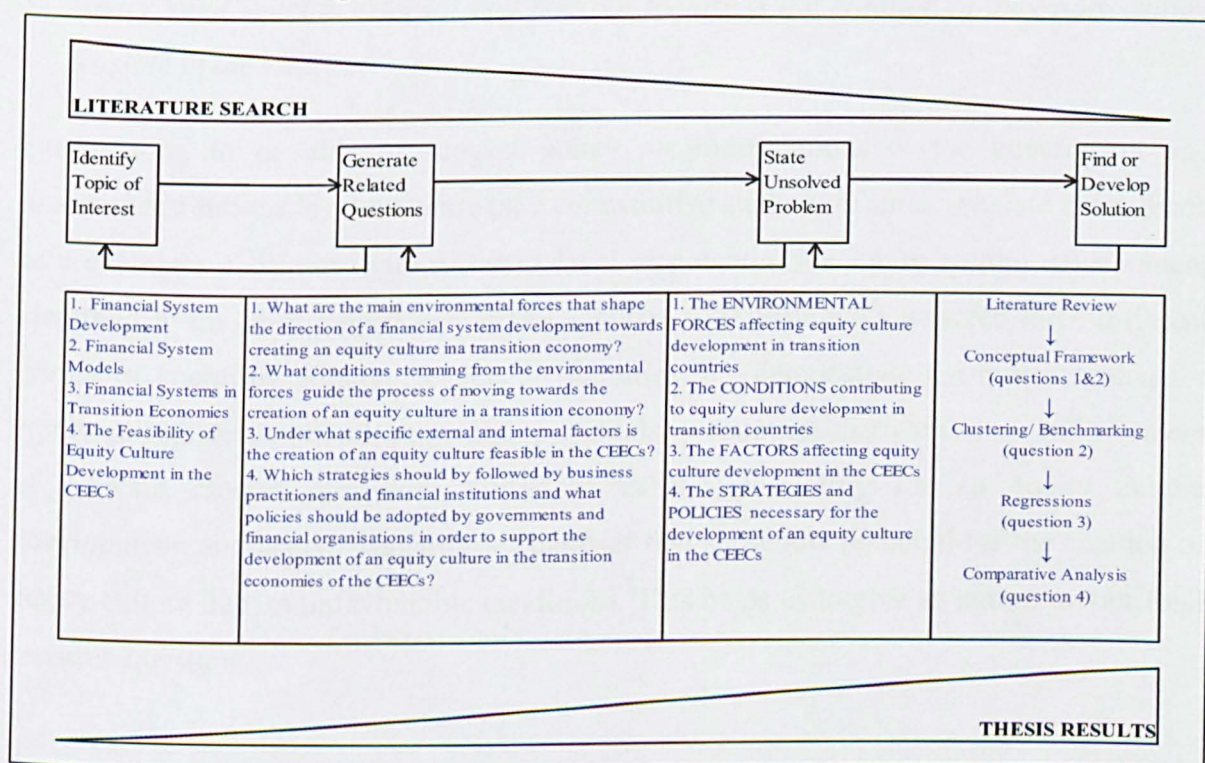 LITERATURE SEARCH
Identify
Topic of
Interest
Generate
Related
Questions
State
Unsolved
Problem
Find or
Develop
Solution
1. Financial System
Development
2. Financial System
Models
3. Financial Systems in
Transition Economics
4. The Feasibility of
Equity Culture
Development in the
CEECs
1. What are the main environmental forces that shape
the direction of a financial system development towards
creating an equity culture ina transition economy?
2. What conditions stemming from the environmental
forces guide the process of moving towards the
creation of an equity culture in a transition economy?
3. Under what specific external and internal factors is
the creation of an equity culture feasible in the CEECs?
4. Which strategies should by followed by business
practitioners and financial institutions and what
policies should be adopted by governments and
financial organisations in order to support the
development of an equity culture in the transition
economies of the CEECs?
1. The ENVIRONMENTAL
FORCES affecting equity culture
development in transition
countries
2. The CONDITIONS contributing
to equity culure development in
transition countries
3. The FACTORS affecting equity
culture development in the CEECs
4. The STRATEGIES and
POLICIES necessary for the
development of an equity culture
in the CEECs
Literature Review
↓
Conceptual Framework
(questions 1&2)
↓
Clustering/ Benchmarking
(question 2)
↓
Regressions
(question 3)
↓
Comparative Analysis
(question 4)
THESIS RESULTS